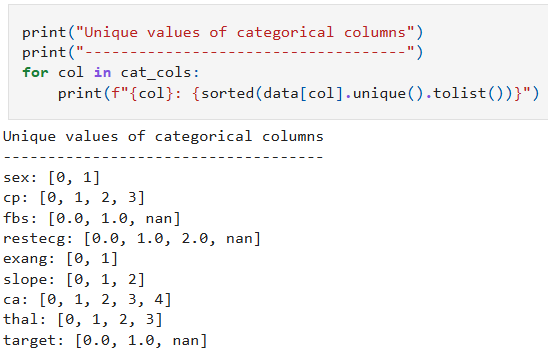 print("Unique values of categorical columns")
print("------------------------------------")
for col in cat_cols:
    print(f"{col}: {sorted(data[col].unique().tolist())}")
Unique values of categorical columns
------------------------------------
sex: [0, 1]
cp: [0, 1, 2, 3]
fbs: [0.0, 1.0, nan]
restecg: [0.0, 1.0, 2.0, nan]
exang: [0, 1]
slope: [0, 1, 2]
ca: [0, 1, 2, 3, 4]
thal: [0, 1, 2, 3]
target: [0.0, 1.0, nan]